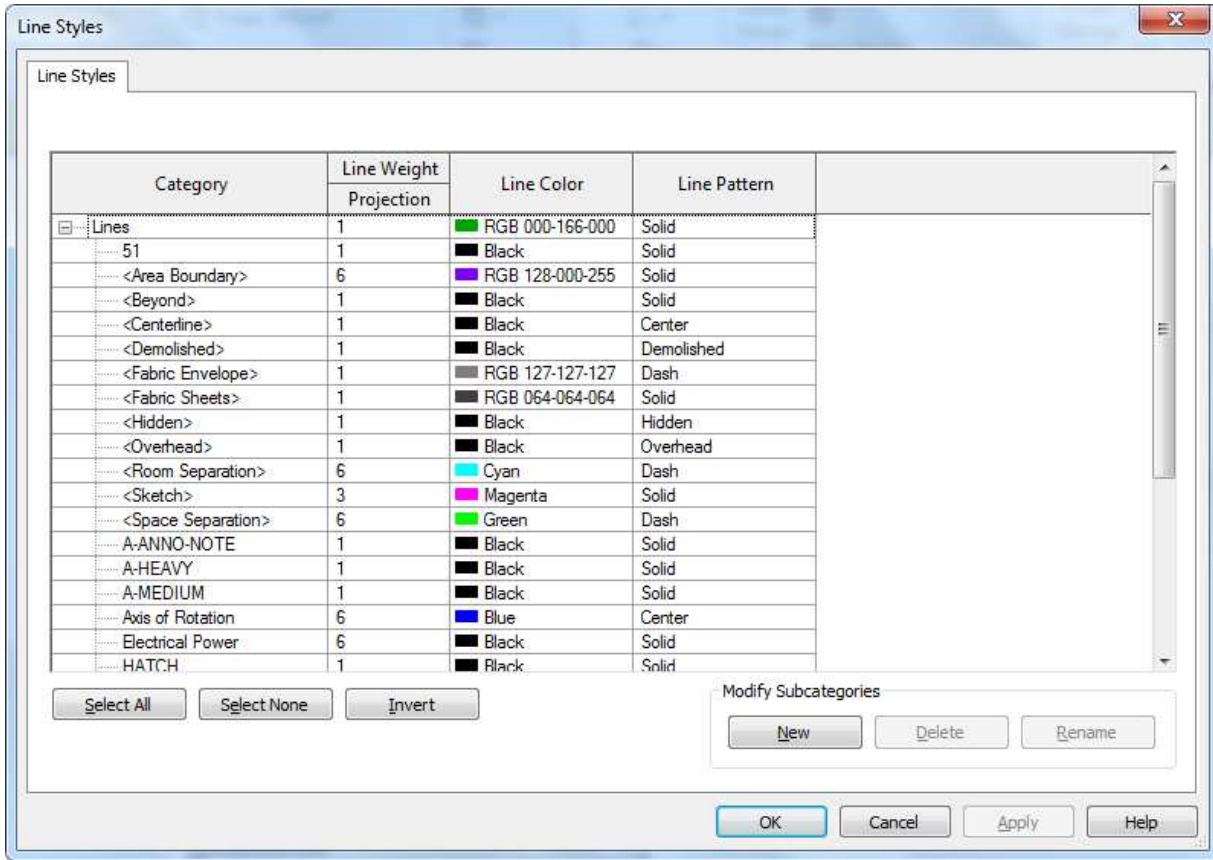 Line Styles
Line Styles
Category Line Weight Line Color Line Pattern
Projection
Lines 1 RGB 000-166-000 Solid
51 1 Black Solid
<Area Boundary> 6 RGB 128-000-255 Solid
<Beyond> 1 Black Solid
<Centerline> 1 Black Center
<Demolished> 1 Black Demolished
<Fabric Envelope> 1 RGB 127-127-127 Dash
<Fabric Sheets> 1 RGB 064-064-064 Solid
<Hidden> 1 Black Hidden
<Overhead> 1 Black Overhead
<Room Separation> 6 Cyan Dash
<Sketch> 3 Magenta Solid
<Space Separation> 6 Green Dash
A-ANNO-NOTE 1 Black Solid
A-HEAVY 1 Black Solid
A-MEDIUM 1 Black Solid
Axis of Rotation 6 Blue Center
Electrical Power 6 Black Solid
HATCH 1 Black Solid
Select All Select None Invert
Modify Subcategories
New Delete Rename
OK Cancel Apply Help